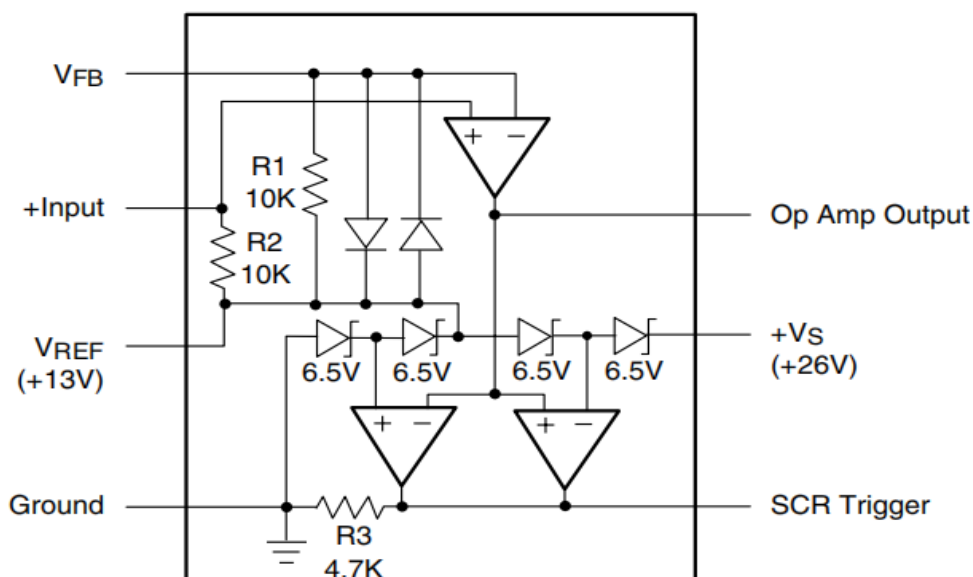 VFB
R1
10K
+ −
+Input
Op Amp Output
R2
10K
VREF
(+13V)
6.5V 6.5V 6.5V 6.5V
+VS
(+26V)
+ − + −
Ground
SCR Trigger
R3
4.7K